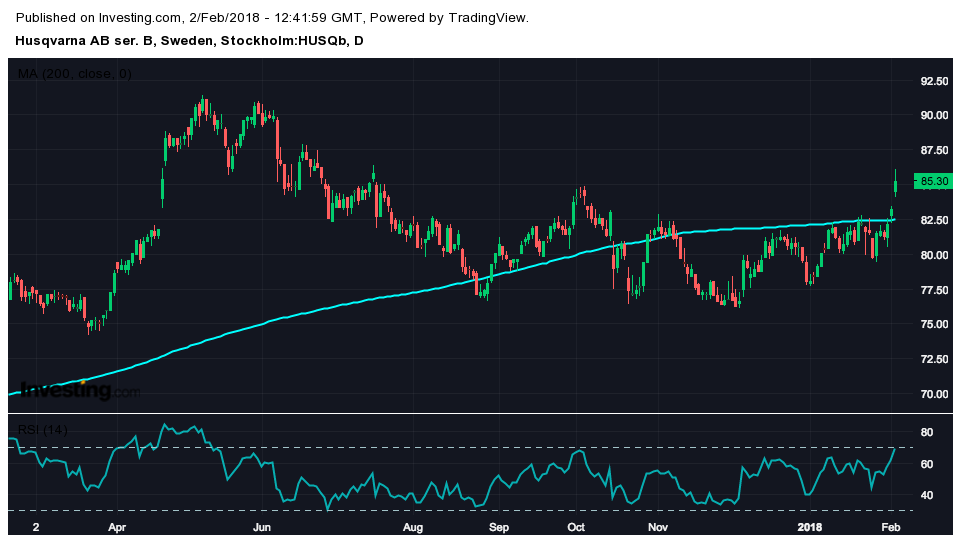 Published on Investing.com, 2/Feb/2018 - 12:41:59 GMT, Powered by TradingView.
Husqvarna AB ser. B, Sweden, Stockholm:HUSQb, D
MA (200, close, 0)
92.50
90.00
87.50
85.30
82.50
80.00
77.50
75.00
72.50
70.00
Investing.com
RSI (14)
80
60
40
2 Apr Jun Aug Sep Oct Nov 2018 Feb